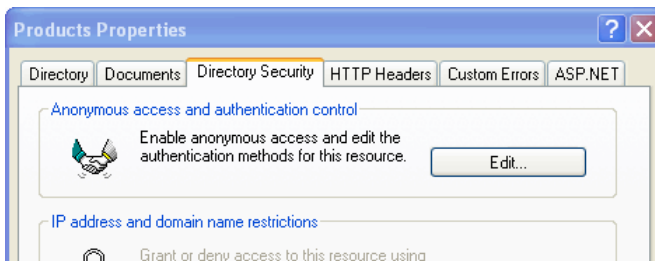 Products Properties
Directory Documents Directory Security HTTP Headers Custom Errors ASP.NET
Anonymous access and authentication control
Enable anonymous access and edit the
authentication methods for this resource.
Edit...
IP address and domain name restrictions
Grant or deny access to this resource using